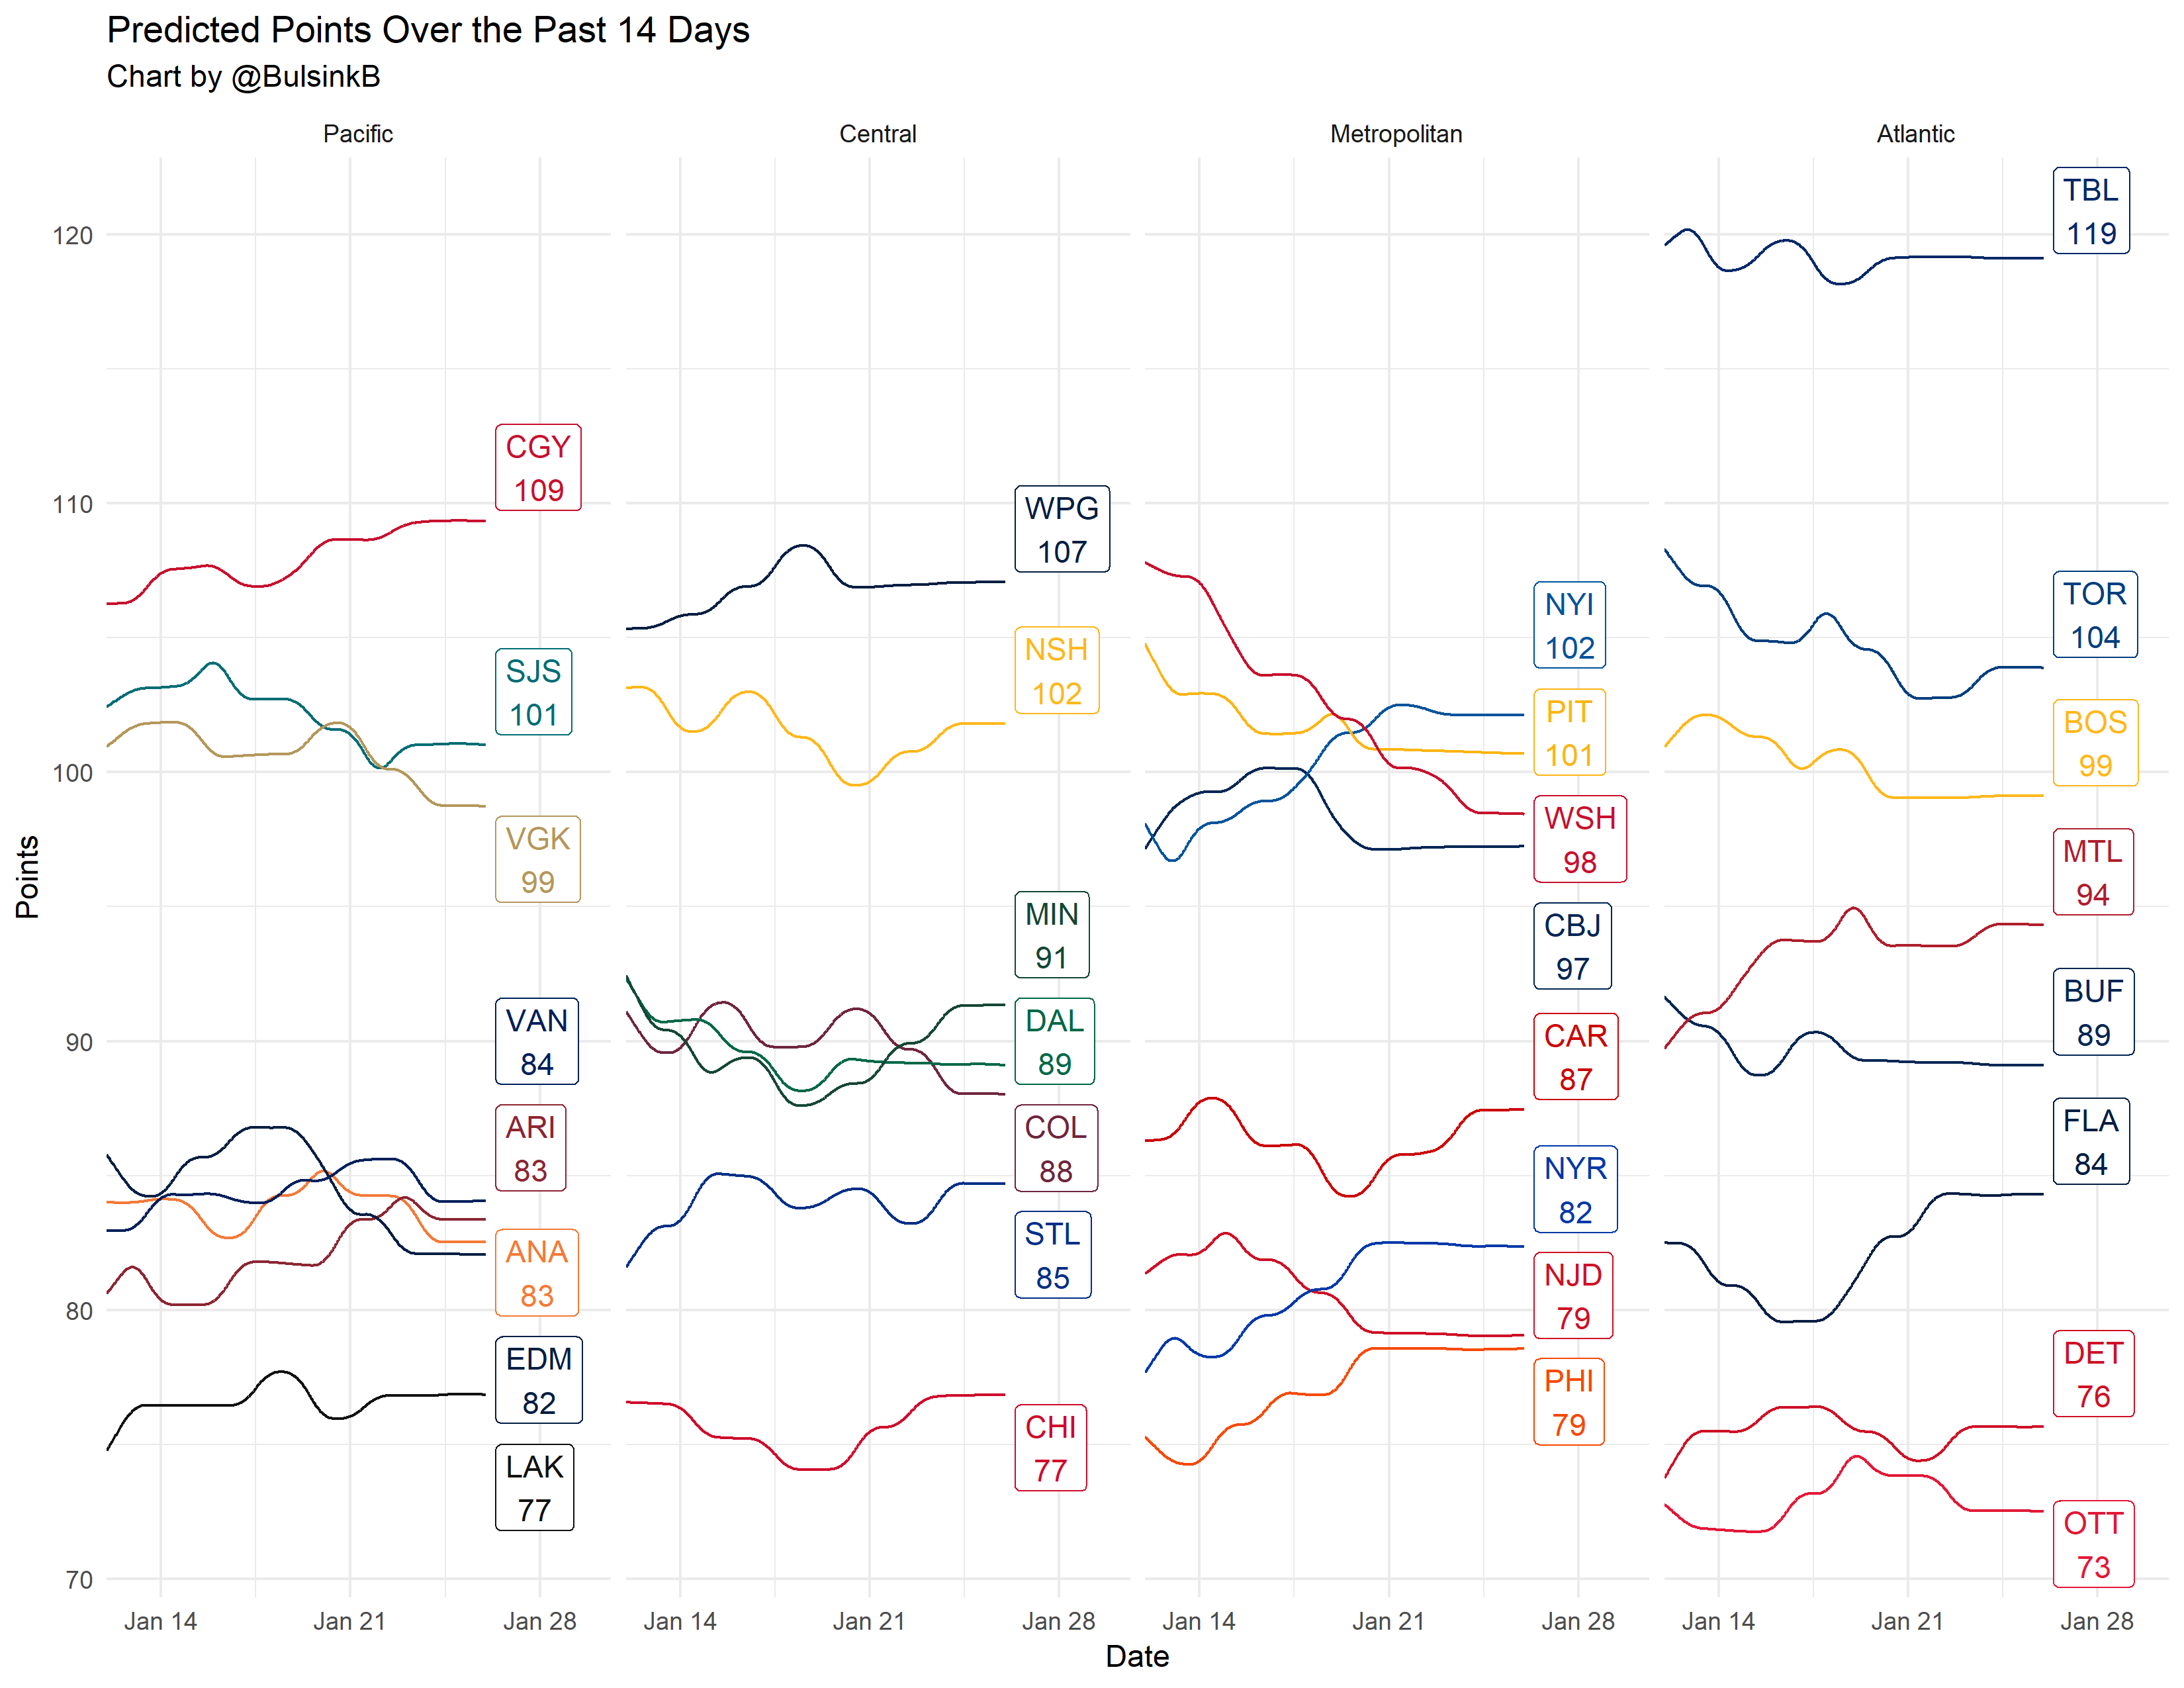 Predicted Points Over the Past 14 Days
Chart by @BulsinkB
Pacific
Central
Metropolitan
Atlantic
Points
120
110
100
90
80
70
CGY
109
SJS
101
VGK
99
VAN
84
ARI
83
ANA
83
EDM
82
LAK
77
WPG
107
NSH
102
MIN
91
DAL
89
COL
88
STL
85
CHI
77
NYI
102
PIT
101
WSH
98
CBJ
97
CAR
87
NYR
82
NJD
79
PHI
79
TBL
119
TOR
104
BOS
99
MTL
94
BUF
89
FLA
84
DET
76
OTT
73
Jan 14
Jan 21
Jan 28
Jan 14
Jan 21
Jan 28
Jan 14
Jan 21
Jan 28
Jan 14
Jan 21
Jan 28
Date